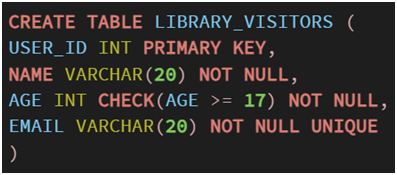 CREATE TABLE LIBRARY_VISITORS (
USER_ID INT PRIMARY KEY,
NAME VARCHAR(20) NOT NULL,
AGE INT CHECK(AGE >= 17) NOT NULL,
EMAIL VARCHAR(20) NOT NULL UNIQUE
)